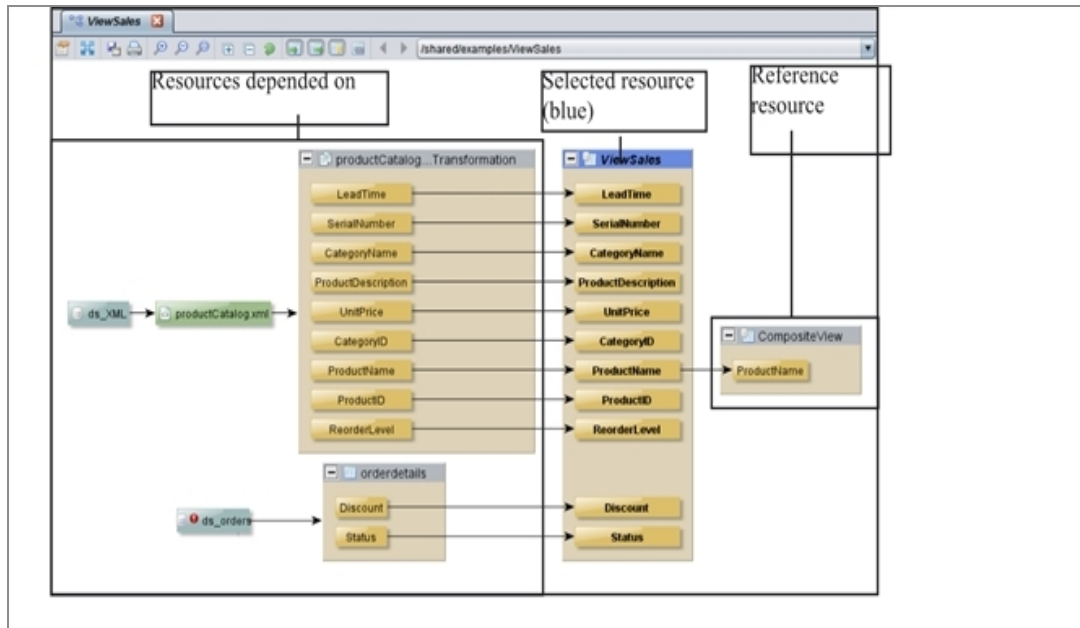 ViewSales
/shared/examples/ViewSales
Resources depended on
Selected resource
(blue)
Reference
resource
productCatalog...Transformation
LeadTime
SerialNumber
CategoryName
ProductDescription
UnitPrice
CategoryID
ProductName
ProductID
ReorderLevel
ds_XML
productCatalog.xml
orderdetails
Discount
Status
ds_orders
ViewSales
LeadTime
SerialNumber
CategoryName
ProductDescription
UnitPrice
CategoryID
ProductName
ProductID
ReorderLevel
Discount
Status
CompositeView
ProductName